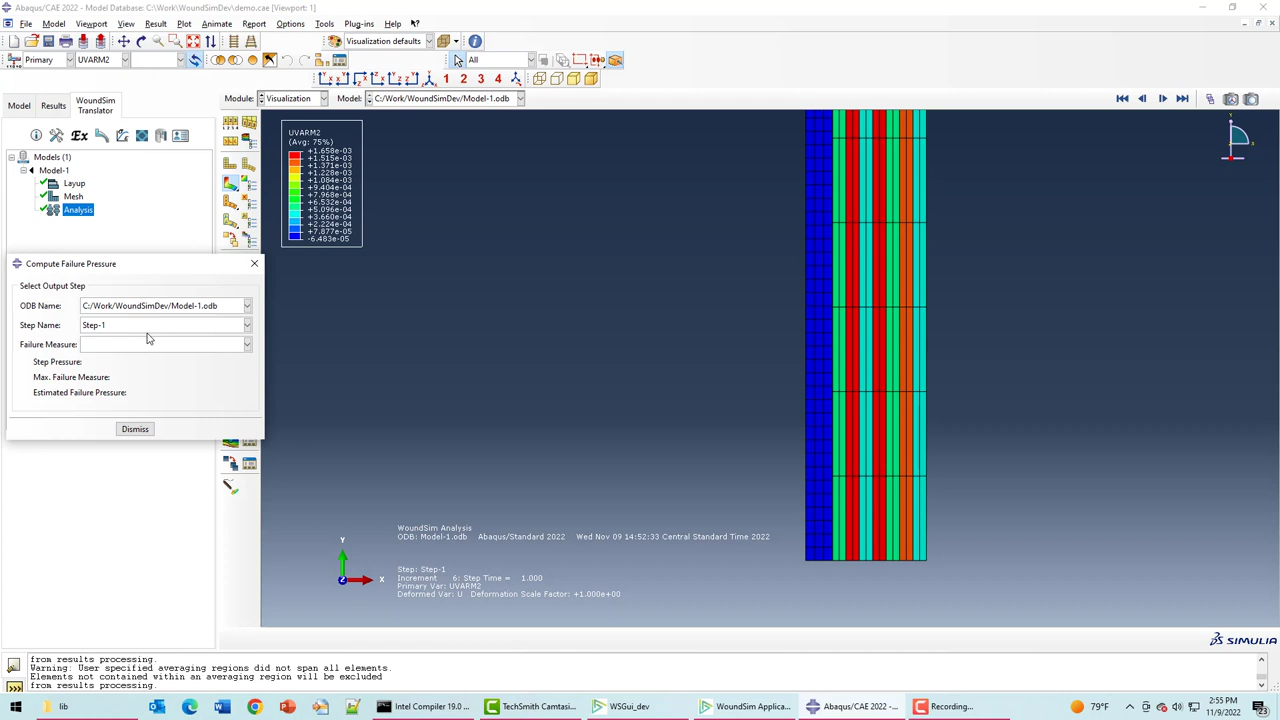 Abaqus/CAE 2022 - Model Database: C:\Work\WoundSimDev\demo.cae [Viewport: 1]
File Model Viewport View Result Plot Animate Report Options Tools Plug-ins Help
Visualization defaults
Primary UVARM2 All
1 2 3 4
Model Results WoundSim
Translator
Module: Visualization Model: C:/Work/WoundSimDev/Model-1.odb
Models (1)
Model-1
Layup
Mesh
Analysis
UVARM2
(Avg: 75%)
+1.658e-03
+1.515e-03
+1.371e-03
+1.228e-03
+1.084e-03
+9.404e-04
+7.968e-04
+6.532e-04
+5.096e-04
+3.660e-04
+2.224e-04
+7.877e-05
-6.483e-05
Compute Failure Pressure
Select Output Step
ODB Name: C:/Work/WoundSimDev/Model-1.odb
Step Name: Step-1
Failure Measure:
Step Pressure:
Max. Failure Measure:
Estimated Failure Pressure:
Dismiss
WoundSim Analysis
ODB: Model-1.odb Abaqus/Standard 2022 Wed Nov 09 14:52:33 Central Standard Time 2022
Step: Step-1
Increment 6: Step Time = 1.000
Primary Var: UVARM2
Deformed Var: U Deformation Scale Factor: +1.000e+00
Y
Z
X
SIMULIA
from results processing.
Warning: User specified averaging regions did not span all elements.
Elements not contained within an averaging region will be excluded
from results processing.
lib Intel Compiler 19.0 ... TechSmith Camtasi... WSGui_dev WoundSim Applica... Abaqus/CAE 2022 -... Recording...
79°F
2:55 PM
11/9/2022